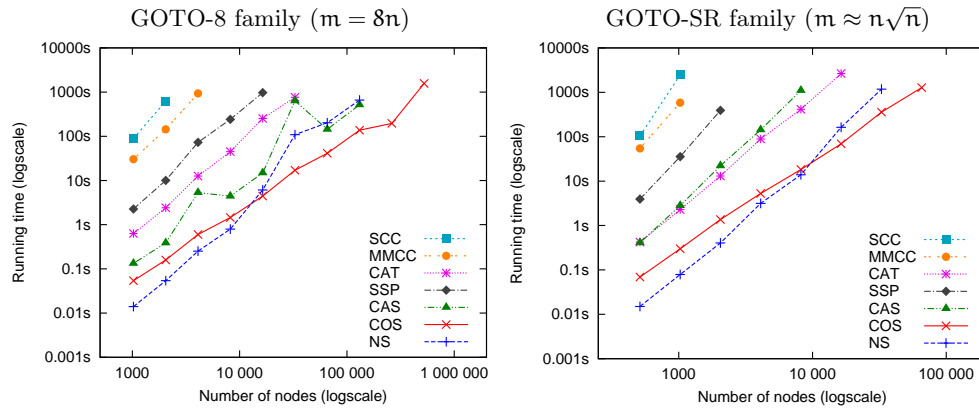 GOTO-8 family (m = 8n)
10000s
1000s
100s
10s
1s
0.1s
0.01s
0.001s
Running time (logscale)
SCC
MMCC
CAT
SSP
CAS
COS
NS
1000
10 000
100 000
1 000 000
Number of nodes (logscale)
GOTO-SR family (m ≈ n√n)
10000s
1000s
100s
10s
1s
0.1s
0.01s
0.001s
Running time (logscale)
SCC
MMCC
CAT
SSP
CAS
COS
NS
1000
10 000
100 000
Number of nodes (logscale)